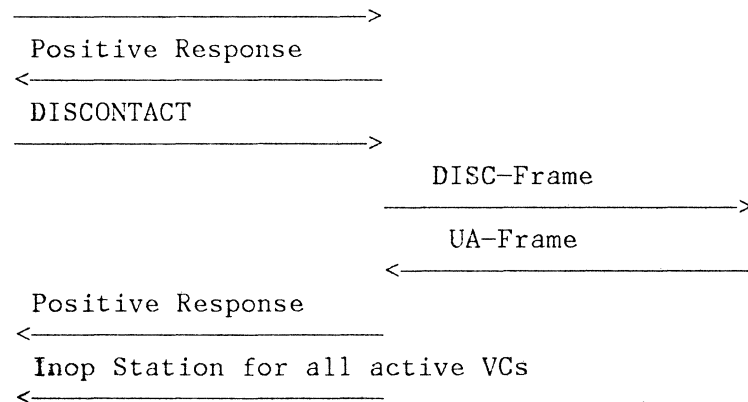 Positive Response
DISCONTACT
DISC-Frame
UA-Frame
Positive Response
Inop Station for all active VCs